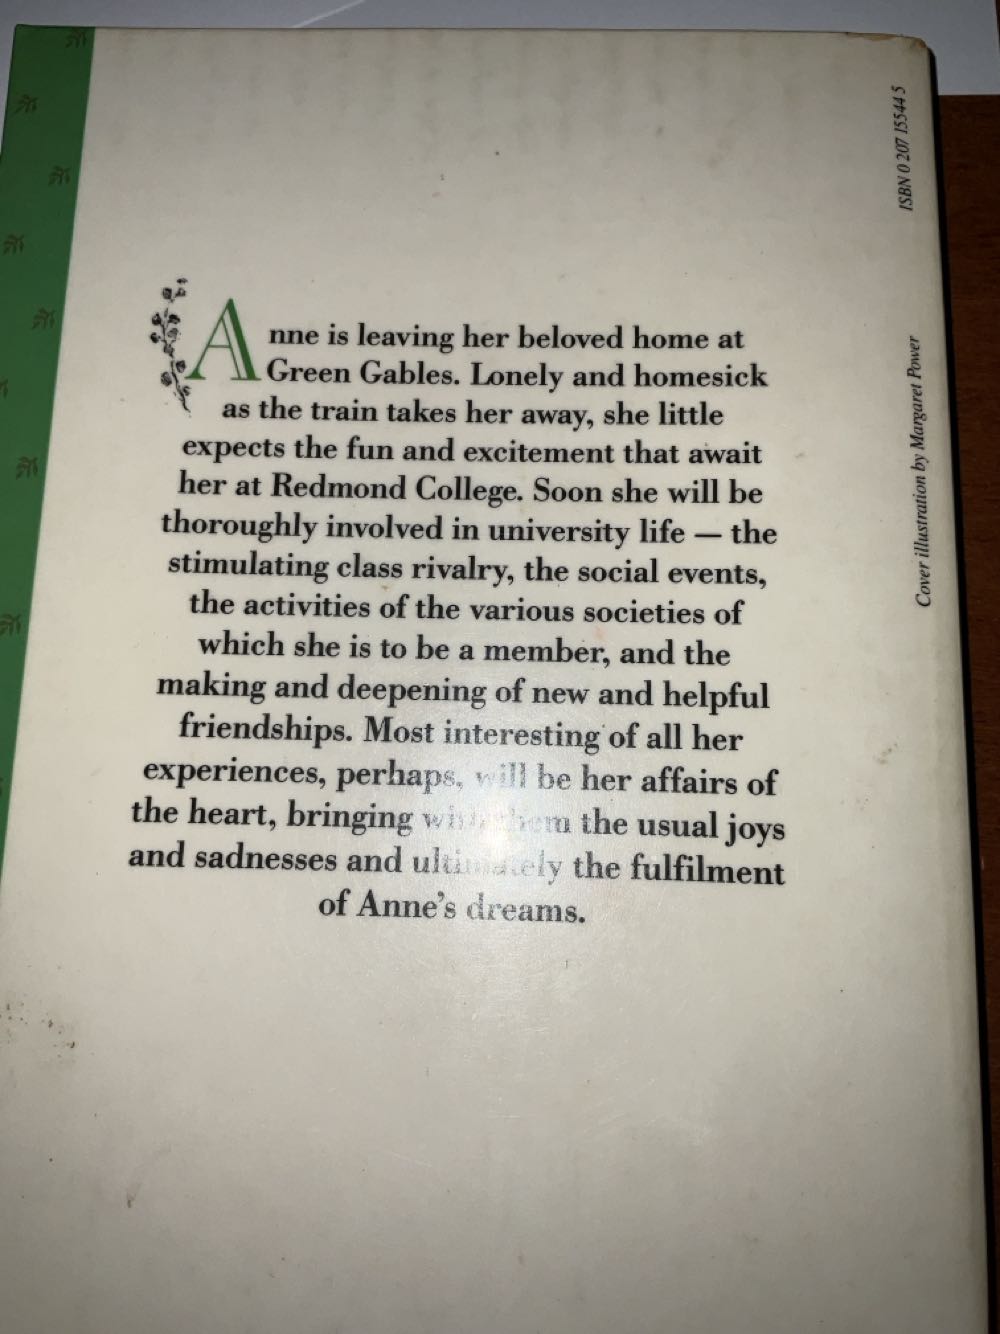 Anne is leaving her beloved home at
Green Gables. Lonely and homesick
as the train takes her away, she little
expects the fun and excitement that await
her at Redmond College. Soon she will be
thoroughly involved in university life — the
stimulating class rivalry, the social events,
the activities of the various societies of
which she is to be a member, and the
making and deepening of new and helpful
friendships. Most interesting of all her
experiences, perhaps, will be her affairs of
the heart, bringing with them the usual joys
and sadnesses and ultimately the fulfilment
of Anne's dreams.
ISBN 0 207 15544 5
Cover illustration by Margaret Power